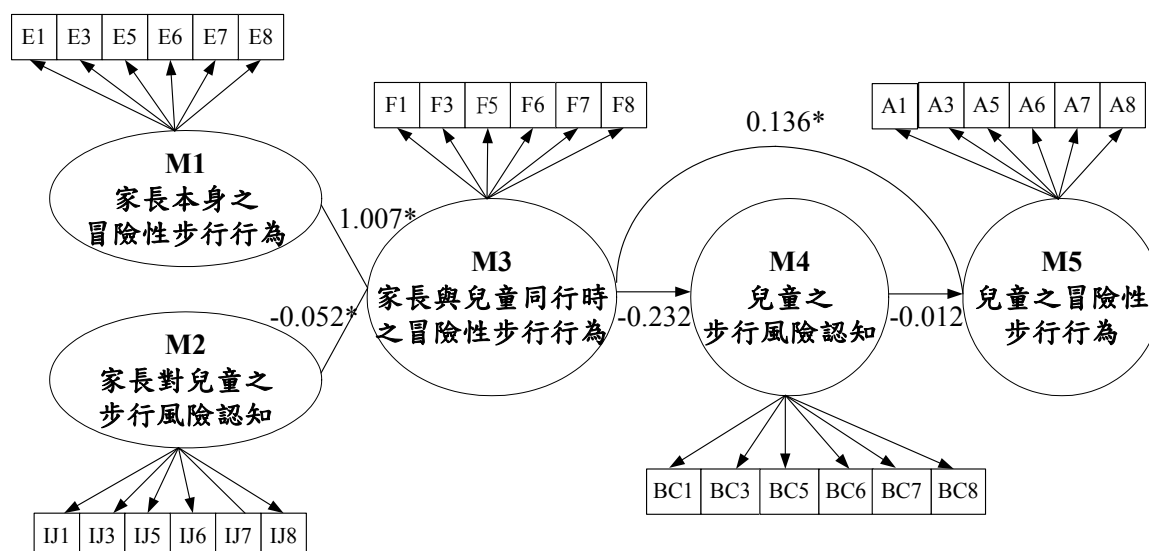 E1 E3 E5 E6 E7 E8
M1
家長本身之
冒險性步行行為
F1 F3 F5 F6 F7 F8
A1 A3 A5 A6 A7 A8
0.136*
1.007*
M3
家長與兒童同行時
之冒險性步行行為
M4
兒童之
步行風險認知
M5
兒童之冒險性
步行行為
-0.052*
-0.232
-0.012
M2
家長對兒童之
步行風險認知
BC1 BC3 BC5 BC6 BC7 BC8
IJ1 IJ3 IJ5 IJ6 IJ7 IJ8